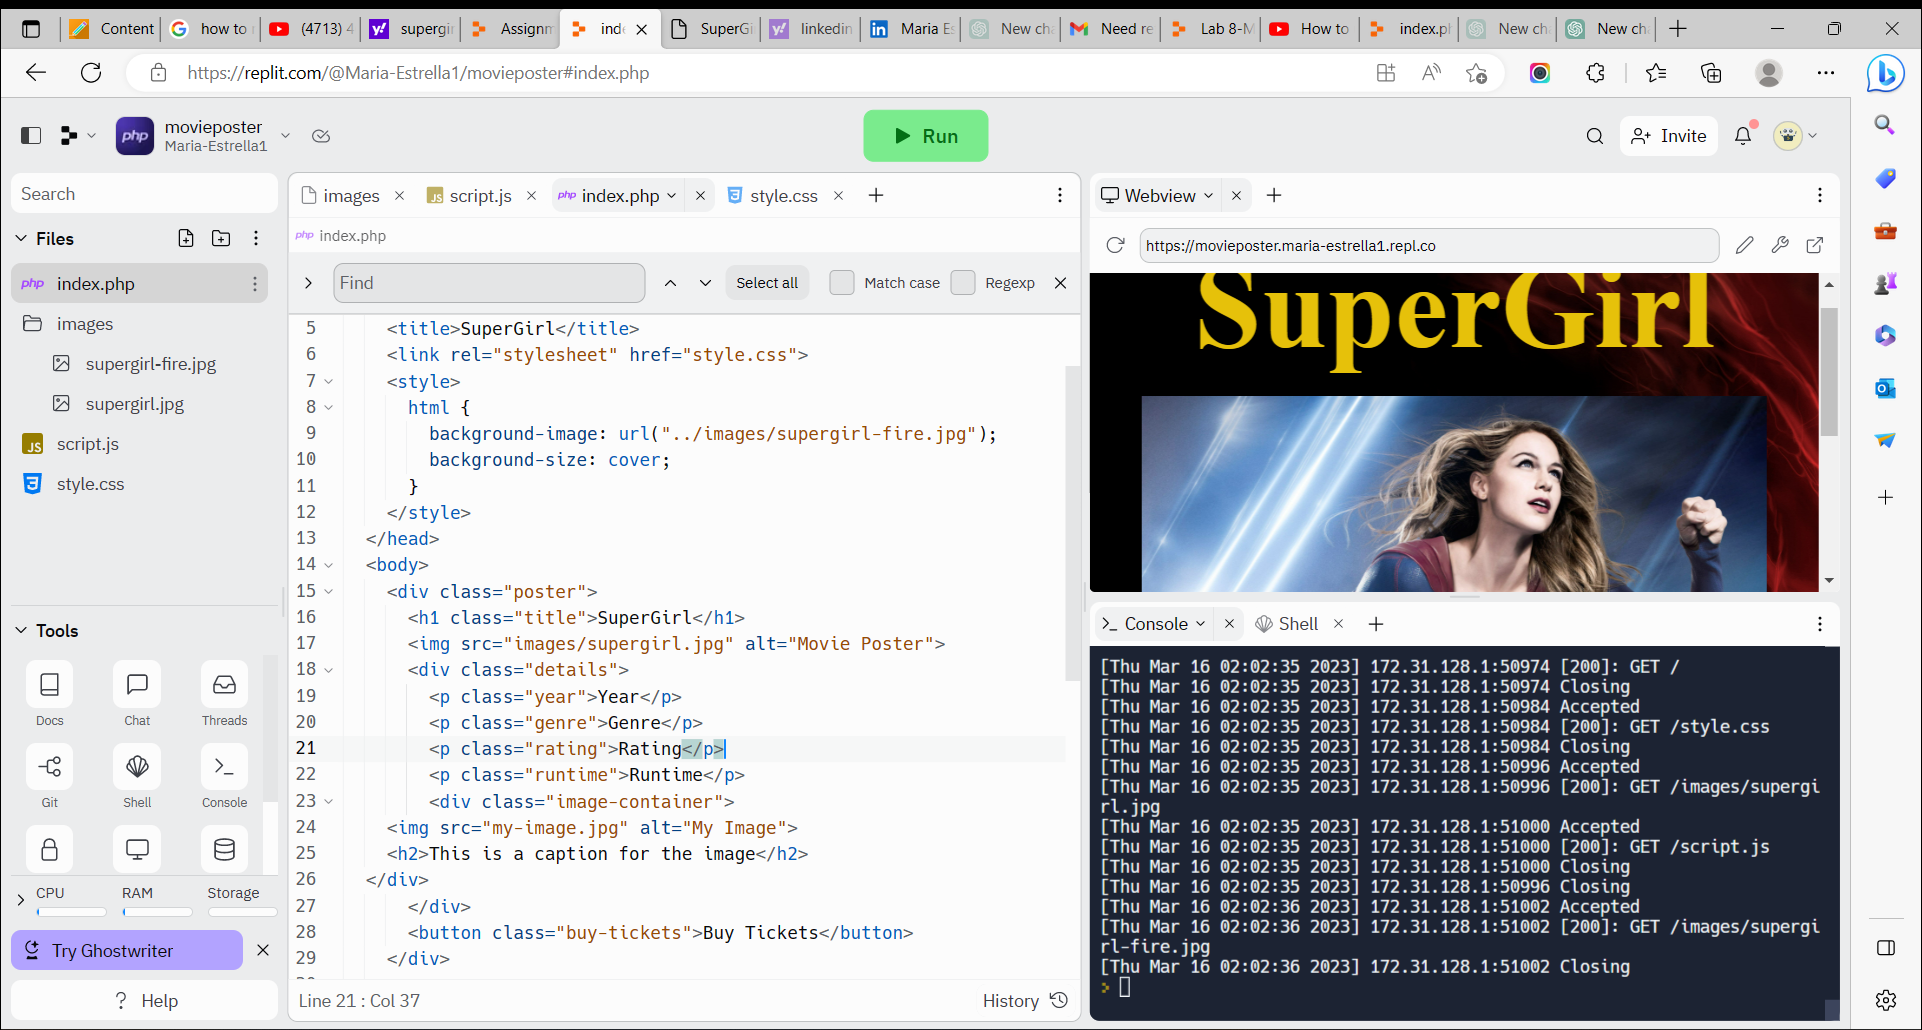 Content
how to
(4713) 4
supergir
Assignm
inde
SuperGi
linkedin
Maria Es
New cha
Need re
Lab 8-M
How to
index.ph
New cha
New cha
https://replit.com/@Maria-Estrella1/movieposter#index.php
php
movieposter
Maria-Estrella1
Run
Invite
Search
Files
php index.php
images
supergirl-fire.jpg
supergirl.jpg
JS script.js
style.css
Tools
Docs
Chat
Threads
Git
Shell
Console
CPU
RAM
Storage
Try Ghostwriter
? Help
images
JS script.js
php index.php
style.css
php index.php
Find
Select all
Match case
Regexp
5 <title>SuperGirl</title>
6 <link rel="stylesheet" href="style.css">
7 <style>
8 html {
9 background-image: url("../images/supergirl-fire.jpg");
10 background-size: cover;
11 }
12 </style>
13 </head>
14 <body>
15 <div class="poster">
16 <h1 class="title">SuperGirl</h1>
17 <img src="images/supergirl.jpg" alt="Movie Poster">
18 <div class="details">
19 <p class="year">Year</p>
20 <p class="genre">Genre</p>
21 <p class="rating">Rating</p>
22 <p class="runtime">Runtime</p>
23 <div class="image-container">
24 <img src="my-image.jpg" alt="My Image">
25 <h2>This is a caption for the image</h2>
26 </div>
27 </div>
28 <button class="buy-tickets">Buy Tickets</button>
29 </div>
Line 21 : Col 37
History
Webview
https://movieposter.maria-estrella1.repl.co
SuperGirl
Console
Shell
[Thu Mar 16 02:02:35 2023] 172.31.128.1:50974 [200]: GET /
[Thu Mar 16 02:02:35 2023] 172.31.128.1:50974 Closing
[Thu Mar 16 02:02:35 2023] 172.31.128.1:50984 Accepted
[Thu Mar 16 02:02:35 2023] 172.31.128.1:50984 [200]: GET /style.css
[Thu Mar 16 02:02:35 2023] 172.31.128.1:50984 Closing
[Thu Mar 16 02:02:35 2023] 172.31.128.1:50996 Accepted
[Thu Mar 16 02:02:35 2023] 172.31.128.1:50996 [200]: GET /images/supergi
rl.jpg
[Thu Mar 16 02:02:35 2023] 172.31.128.1:51000 Accepted
[Thu Mar 16 02:02:35 2023] 172.31.128.1:51000 [200]: GET /script.js
[Thu Mar 16 02:02:35 2023] 172.31.128.1:51000 Closing
[Thu Mar 16 02:02:35 2023] 172.31.128.1:50996 Closing
[Thu Mar 16 02:02:36 2023] 172.31.128.1:51002 Accepted
[Thu Mar 16 02:02:36 2023] 172.31.128.1:51002 [200]: GET /images/supergi
rl-fire.jpg
[Thu Mar 16 02:02:36 2023] 172.31.128.1:51002 Closing